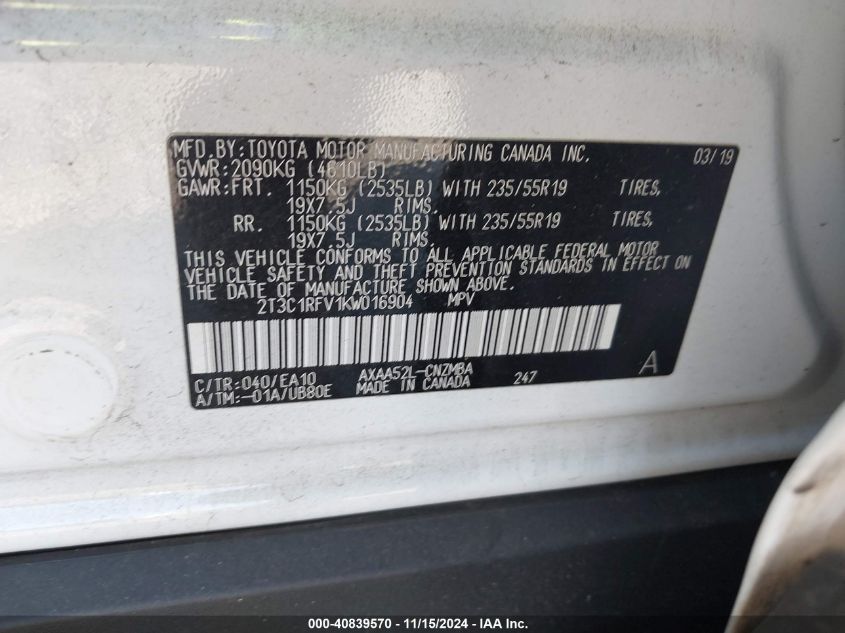 MFD.BY:TOYOTA MOTOR MANUFACTURING CANADA INC. 03/19
GVWR:2090KG (4610LB)
GAWR:FRT. 1150KG (2535LB) WITH 235/55R19 TIRES,
19X7.5J RIMS.
RR. 1150KG (2535LB) WITH 235/55R19 TIRES,
19X7.5J RIMS.
THIS VEHICLE CONFORMS TO ALL APPLICABLE FEDERAL MOTOR
VEHICLE SAFETY AND THEFT PREVENTION STANDARDS IN EFFECT ON
THE DATE OF MANUFACTURE SHOWN ABOVE.
2T3C1RFV1KW016904 MPV
C/TR:040/EA10 AXAA52L-CNZMBA 247 A
A/TM:-01A/UB80E MADE IN CANADA
000-40839570 - 11/15/2024 - IAA Inc.